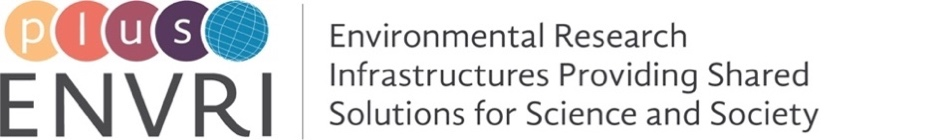 plus
ENVRI
Environmental Research
Infrastructures Providing Shared
Solutions for Science and Society